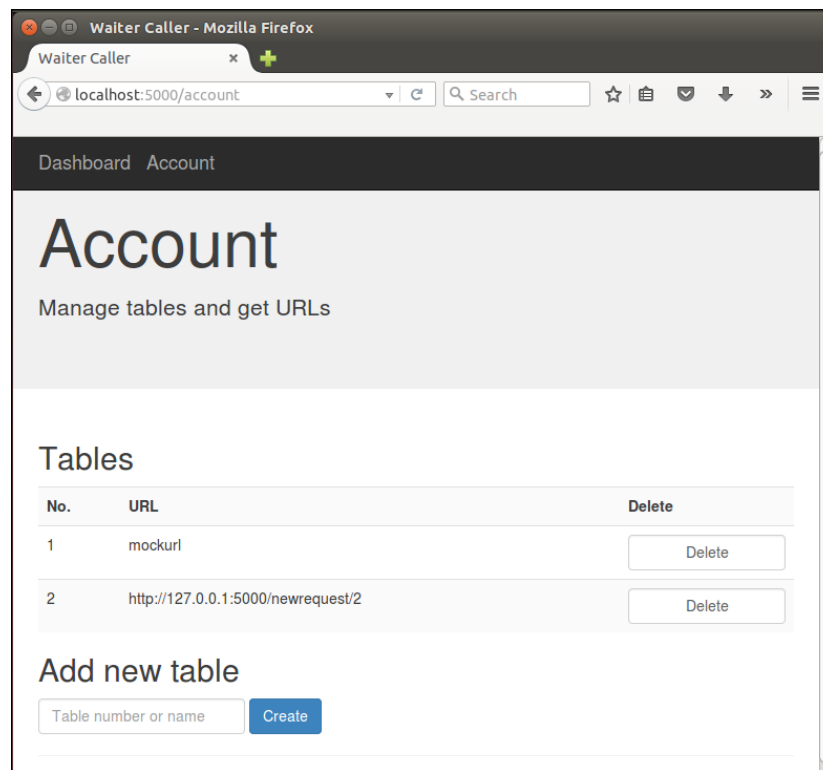 Waiter Caller - Mozilla Firefox
Waiter Caller
localhost:5000/account Search
Dashboard Account
Account
Manage tables and get URLs
Tables
No. URL Delete
1 mockurl Delete
2 http://127.0.0.1:5000/newrequest/2 Delete
Add new table
Table number or name Create